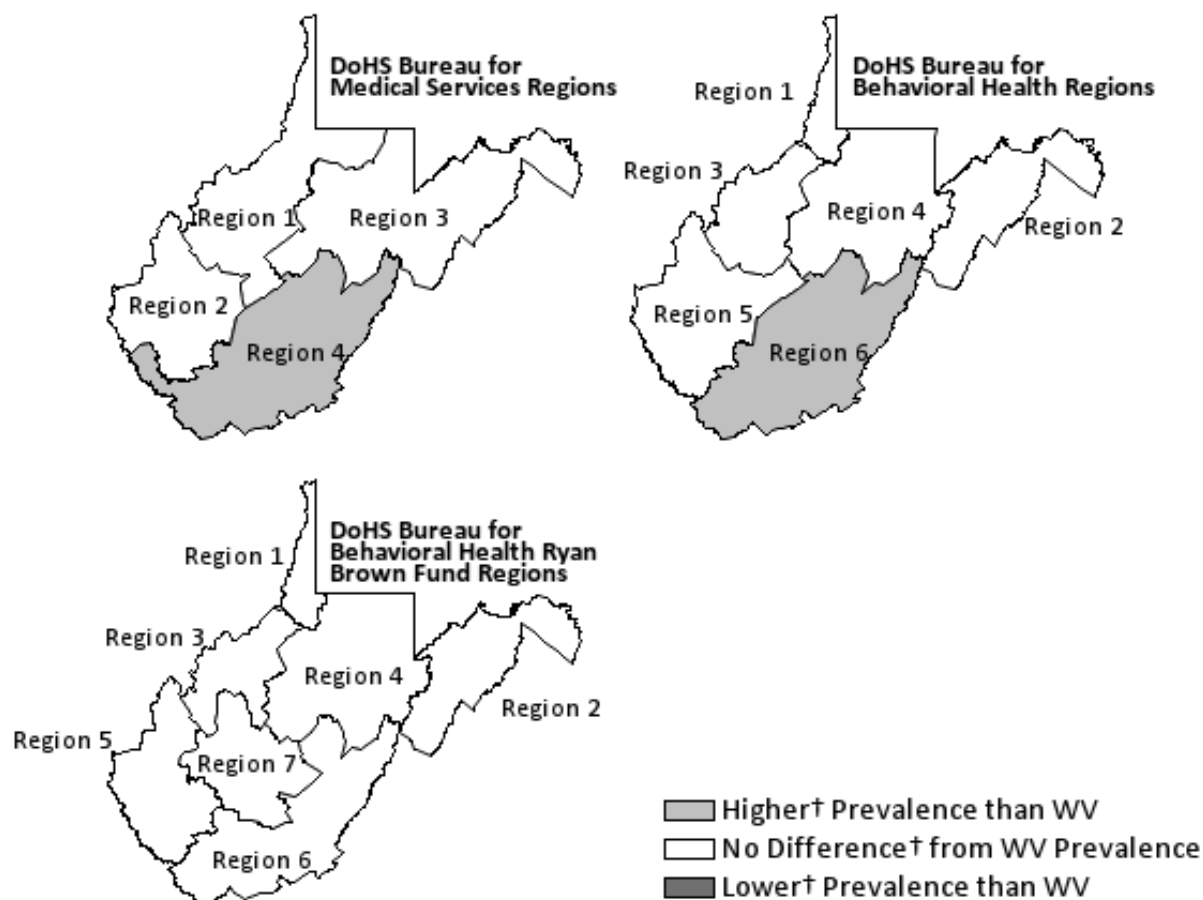 DoHS Bureau for
Medical Services Regions
Region 1
Region 3
Region 2
Region 4
DoHS Bureau for
Behavioral Health Regions
Region 1
Region 3
Region 4
Region 2
Region 5
Region 6
DoHS Bureau for
Behavioral Health Ryan
Brown Fund Regions
Region 1
Region 3
Region 4
Region 2
Region 5
Region 7
Region 6
Higher† Prevalence than WV
No Difference† from WV Prevalence
Lower† Prevalence than WV